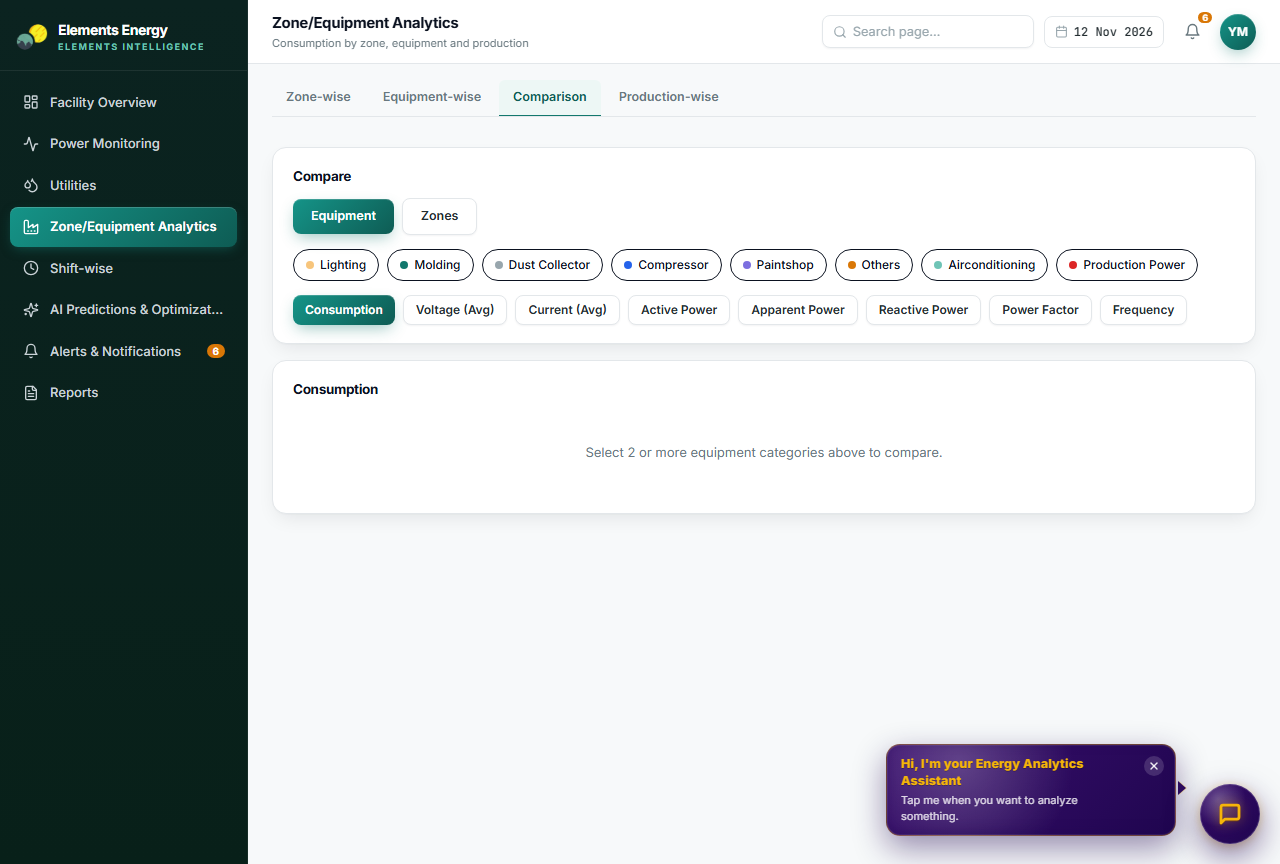 Elements Energy
ELEMENTS INTELLIGENCE
Facility Overview
Power Monitoring
Utilities
Zone/Equipment Analytics
Shift-wise
AI Predictions & Optimizat...
Alerts & Notifications 6
Reports
Zone/Equipment Analytics
Consumption by zone, equipment and production
Search page...
12 Nov 2026
6
YM
Zone-wise Equipment-wise Comparison Production-wise
Compare
Equipment Zones
Lighting Molding Dust Collector Compressor Paintshop Others Airconditioning Production Power
Consumption Voltage (Avg) Current (Avg) Active Power Apparent Power Reactive Power Power Factor Frequency
Consumption
Select 2 or more equipment categories above to compare.
Hi, I'm your Energy Analytics
Assistant
Tap me when you want to analyze
something.